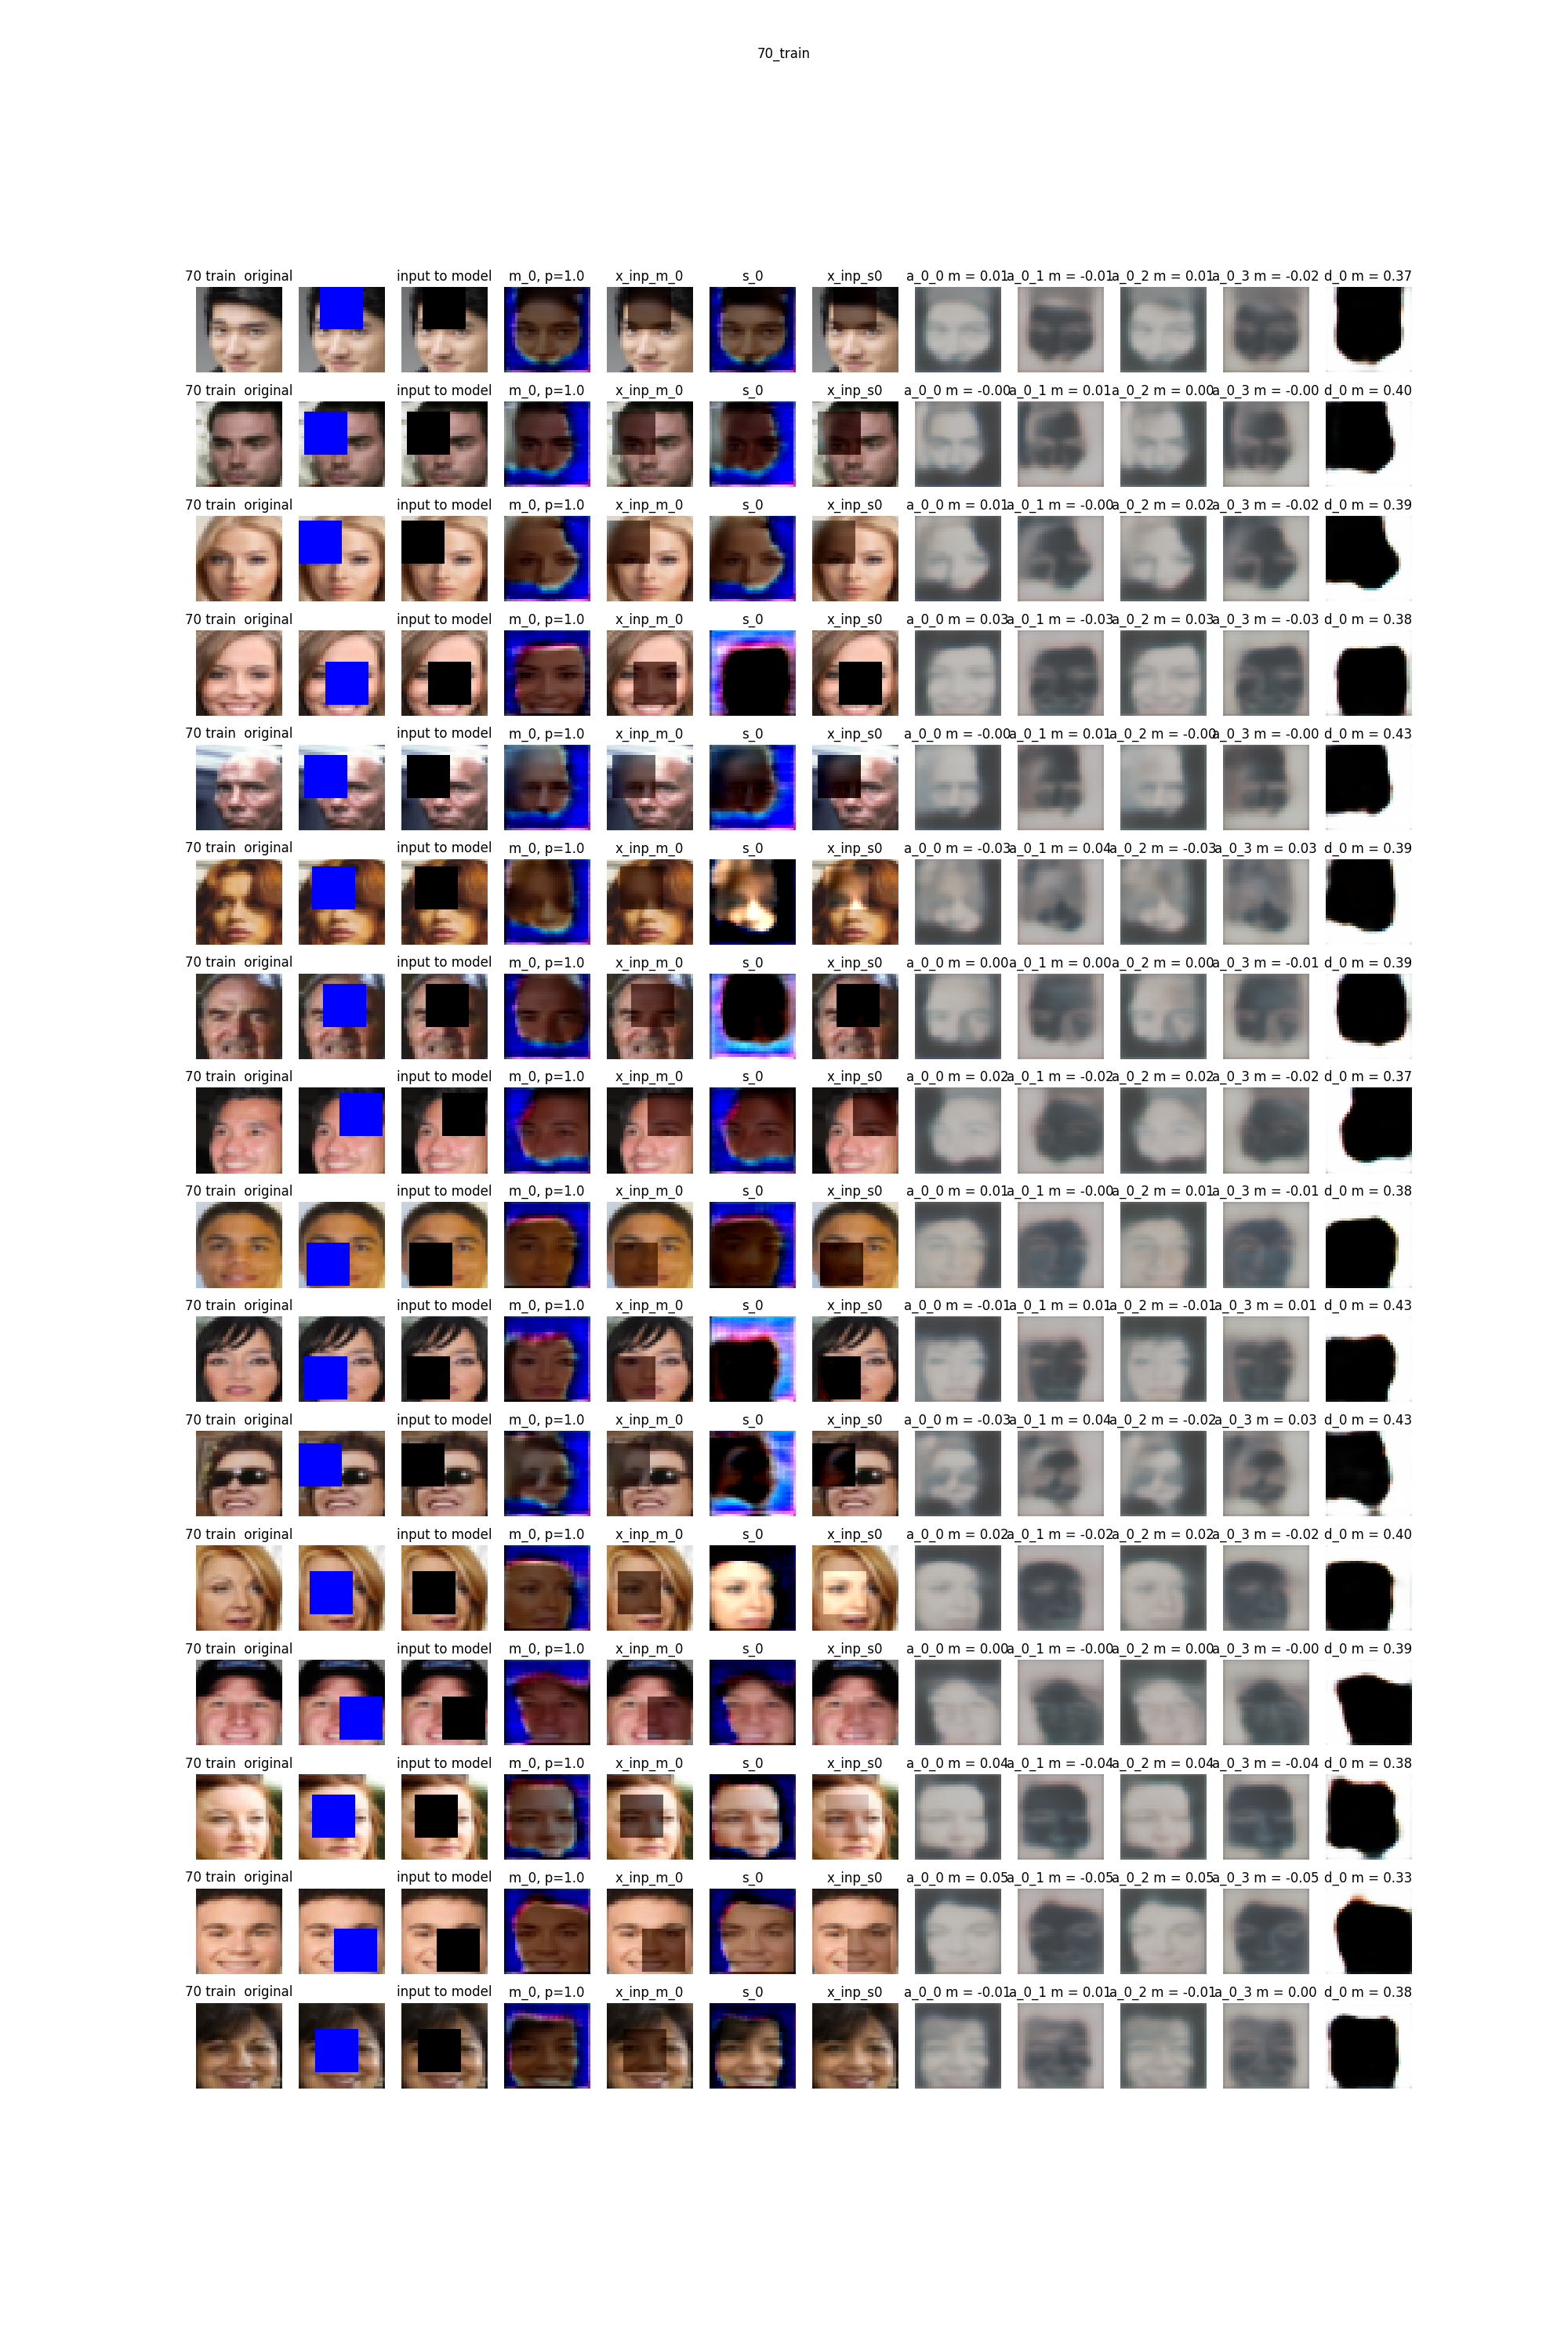 70_train
70 train  original input to model m_0, p=1.0 x_inp_m_0 s_0 x_inp_s0 a_0_0 m = 0.01 a_0_1 m = -0.01 a_0_2 m = 0.01 a_0_3 m = -0.02 d_0 m = 0.37
70 train  original input to model m_0, p=1.0 x_inp_m_0 s_0 x_inp_s0 a_0_0 m = -0.00 a_0_1 m = 0.01 a_0_2 m = 0.00 a_0_3 m = -0.00 d_0 m = 0.40
70 train  original input to model m_0, p=1.0 x_inp_m_0 s_0 x_inp_s0 a_0_0 m = 0.01 a_0_1 m = -0.00 a_0_2 m = 0.02 a_0_3 m = -0.02 d_0 m = 0.39
70 train  original input to model m_0, p=1.0 x_inp_m_0 s_0 x_inp_s0 a_0_0 m = 0.03 a_0_1 m = -0.03 a_0_2 m = 0.03 a_0_3 m = -0.03 d_0 m = 0.38
70 train  original input to model m_0, p=1.0 x_inp_m_0 s_0 x_inp_s0 a_0_0 m = -0.00 a_0_1 m = 0.01 a_0_2 m = -0.00 a_0_3 m = -0.00 d_0 m = 0.43
70 train  original input to model m_0, p=1.0 x_inp_m_0 s_0 x_inp_s0 a_0_0 m = -0.03 a_0_1 m = 0.04 a_0_2 m = -0.03 a_0_3 m = 0.03 d_0 m = 0.39
70 train  original input to model m_0, p=1.0 x_inp_m_0 s_0 x_inp_s0 a_0_0 m = 0.00 a_0_1 m = 0.00 a_0_2 m = 0.00 a_0_3 m = -0.01 d_0 m = 0.39
70 train  original input to model m_0, p=1.0 x_inp_m_0 s_0 x_inp_s0 a_0_0 m = 0.02 a_0_1 m = -0.02 a_0_2 m = 0.02 a_0_3 m = -0.02 d_0 m = 0.37
70 train  original input to model m_0, p=1.0 x_inp_m_0 s_0 x_inp_s0 a_0_0 m = 0.01 a_0_1 m = -0.00 a_0_2 m = 0.01 a_0_3 m = -0.01 d_0 m = 0.38
70 train  original input to model m_0, p=1.0 x_inp_m_0 s_0 x_inp_s0 a_0_0 m = -0.01 a_0_1 m = 0.01 a_0_2 m = -0.01 a_0_3 m = 0.01 d_0 m = 0.43
70 train  original input to model m_0, p=1.0 x_inp_m_0 s_0 x_inp_s0 a_0_0 m = -0.03 a_0_1 m = 0.04 a_0_2 m = -0.02 a_0_3 m = 0.03 d_0 m = 0.43
70 train  original input to model m_0, p=1.0 x_inp_m_0 s_0 x_inp_s0 a_0_0 m = 0.02 a_0_1 m = -0.02 a_0_2 m = 0.02 a_0_3 m = -0.02 d_0 m = 0.40
70 train  original input to model m_0, p=1.0 x_inp_m_0 s_0 x_inp_s0 a_0_0 m = 0.00 a_0_1 m = -0.00 a_0_2 m = 0.00 a_0_3 m = -0.00 d_0 m = 0.39
70 train  original input to model m_0, p=1.0 x_inp_m_0 s_0 x_inp_s0 a_0_0 m = 0.04 a_0_1 m = -0.04 a_0_2 m = 0.04 a_0_3 m = -0.04 d_0 m = 0.38
70 train  original input to model m_0, p=1.0 x_inp_m_0 s_0 x_inp_s0 a_0_0 m = 0.05 a_0_1 m = -0.05 a_0_2 m = 0.05 a_0_3 m = -0.05 d_0 m = 0.33
70 train  original input to model m_0, p=1.0 x_inp_m_0 s_0 x_inp_s0 a_0_0 m = -0.01 a_0_1 m = 0.01 a_0_2 m = -0.01 a_0_3 m = 0.00 d_0 m = 0.38